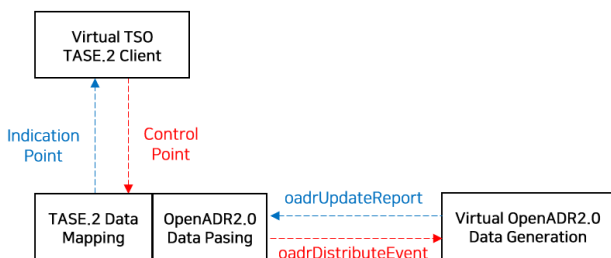 Virtual TSO
TASE.2 Client
Indication
Point
Control
Point
TASE.2 Data
Mapping
OpenADR2.0
Data Pasing
oadrUpdateReport
oadrDistributeEvent
Virtual OpenADR2.0
Data Generation